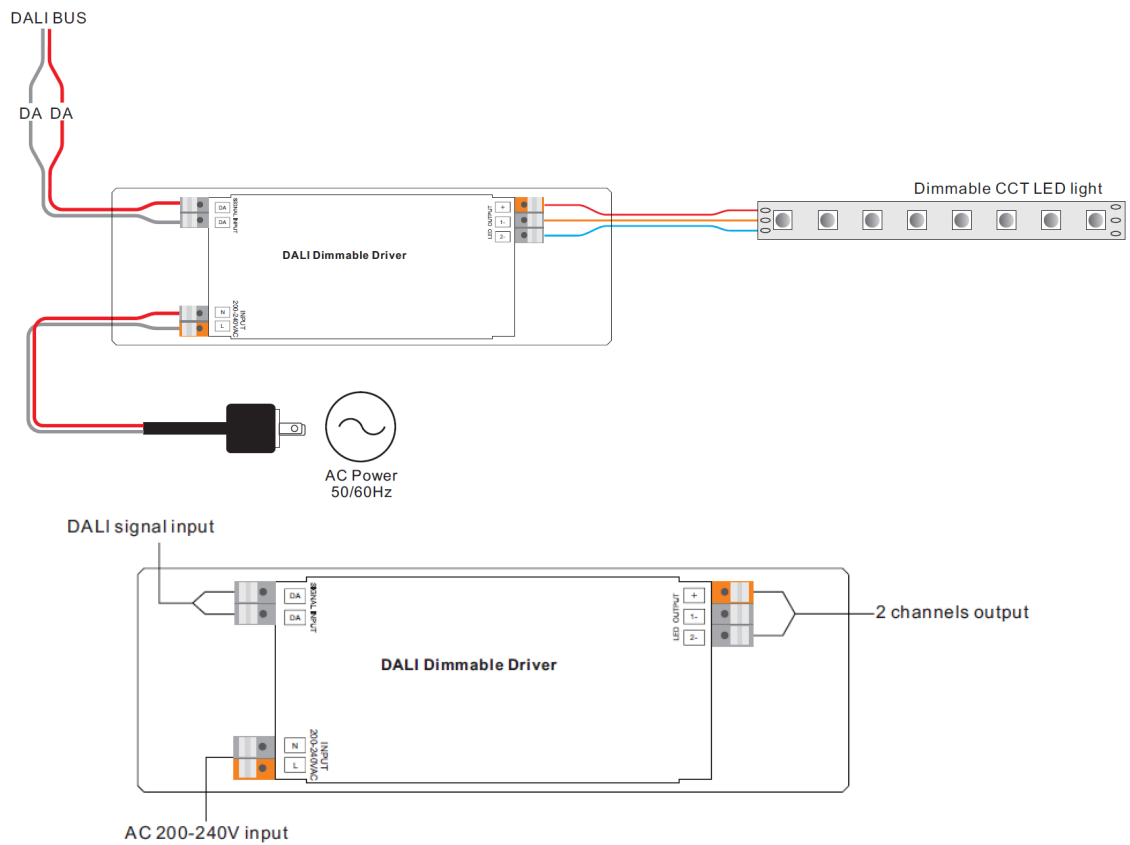 DALI BUS
DA DA
Dimmable CCT LED light
DA
DA
SIGNAL INPUT
+
1-
2-
LED OUTPUT
DALI Dimmable Driver
N
L
INPUT
200-240VAC
AC Power
50/60Hz
DALI signal input
DA
DA
SIGNAL INPUT
+
1-
2-
LED OUTPUT
2 channels output
DALI Dimmable Driver
N
L
INPUT
200-240VAC
AC 200-240V input